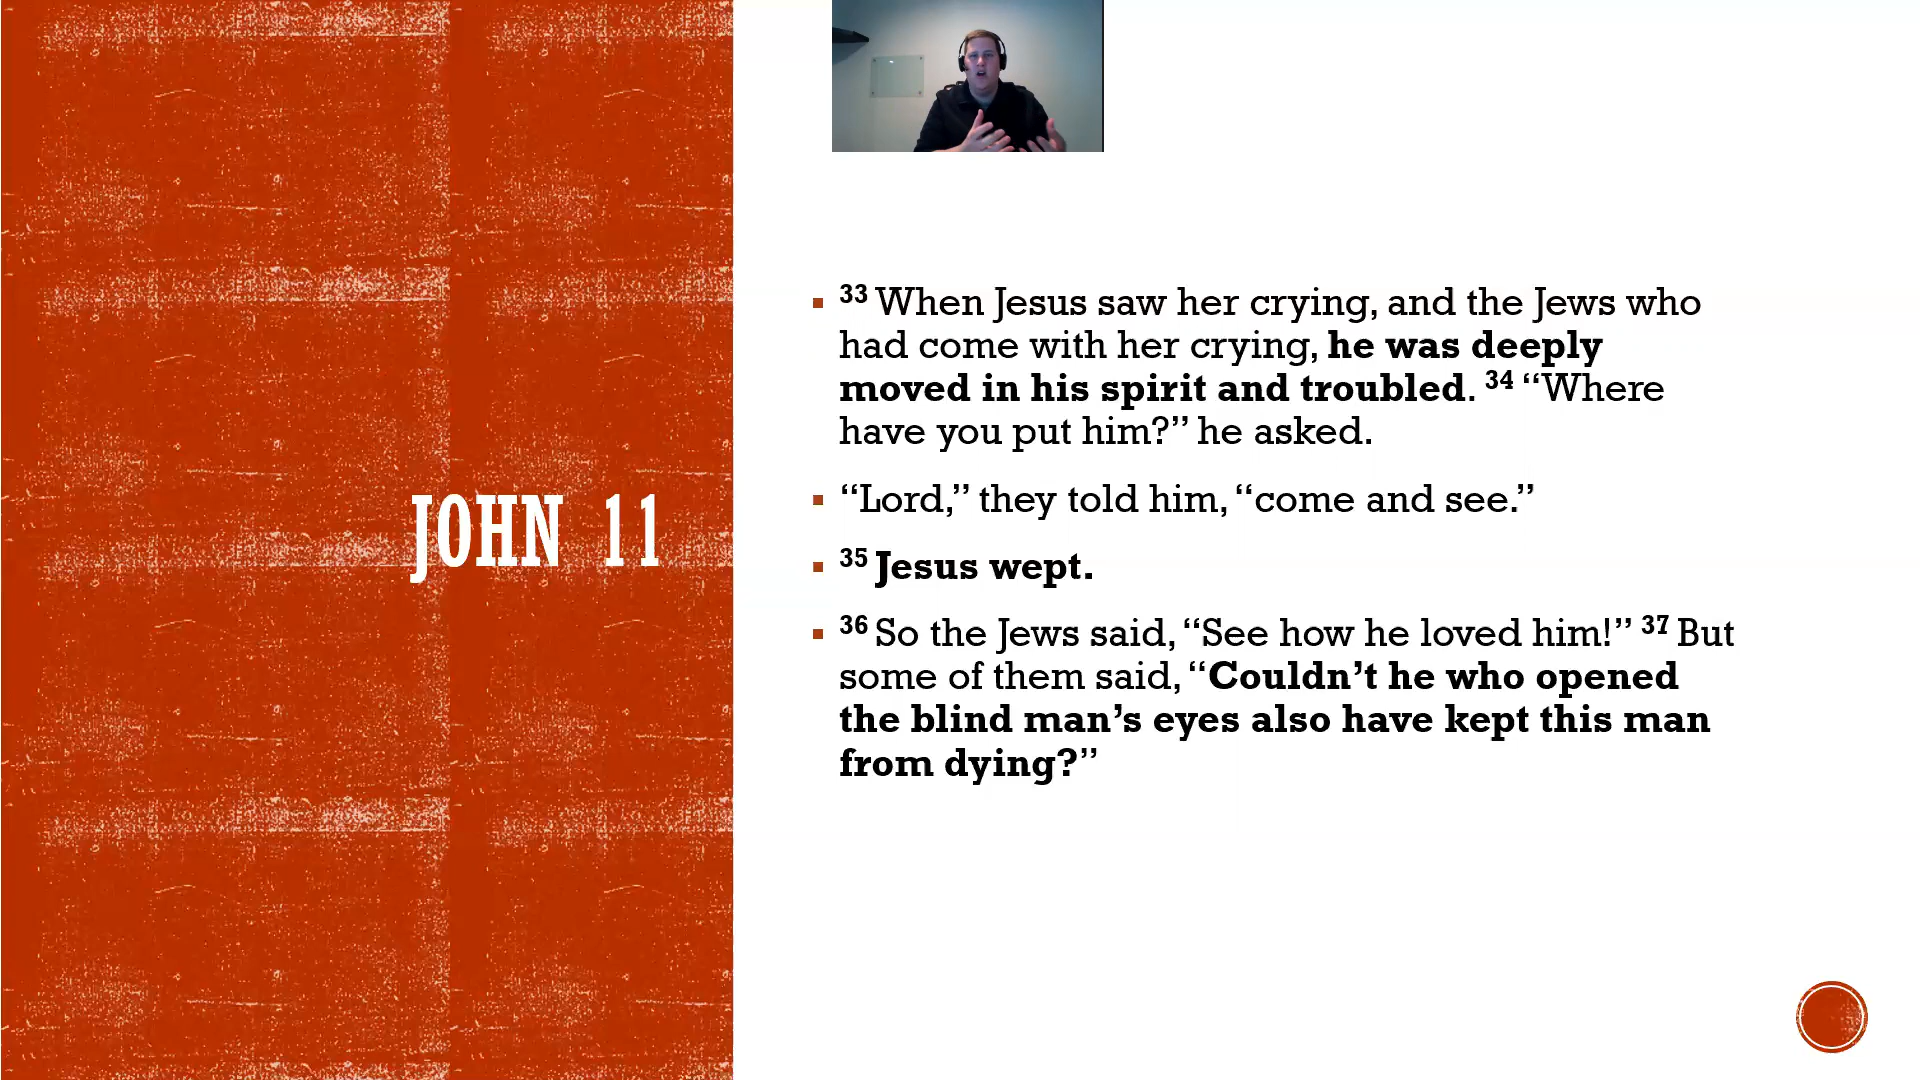 JOHN 11
▪ 33 When Jesus saw her crying, and the Jews who
had come with her crying, he was deeply
moved in his spirit and troubled. 34 “Where
have you put him?” he asked.
▪ “Lord,” they told him, “come and see.”
▪ 35 Jesus wept.
▪ 36 So the Jews said, “See how he loved him!” 37 But
some of them said, “Couldn’t he who opened
the blind man’s eyes also have kept this man
from dying?”